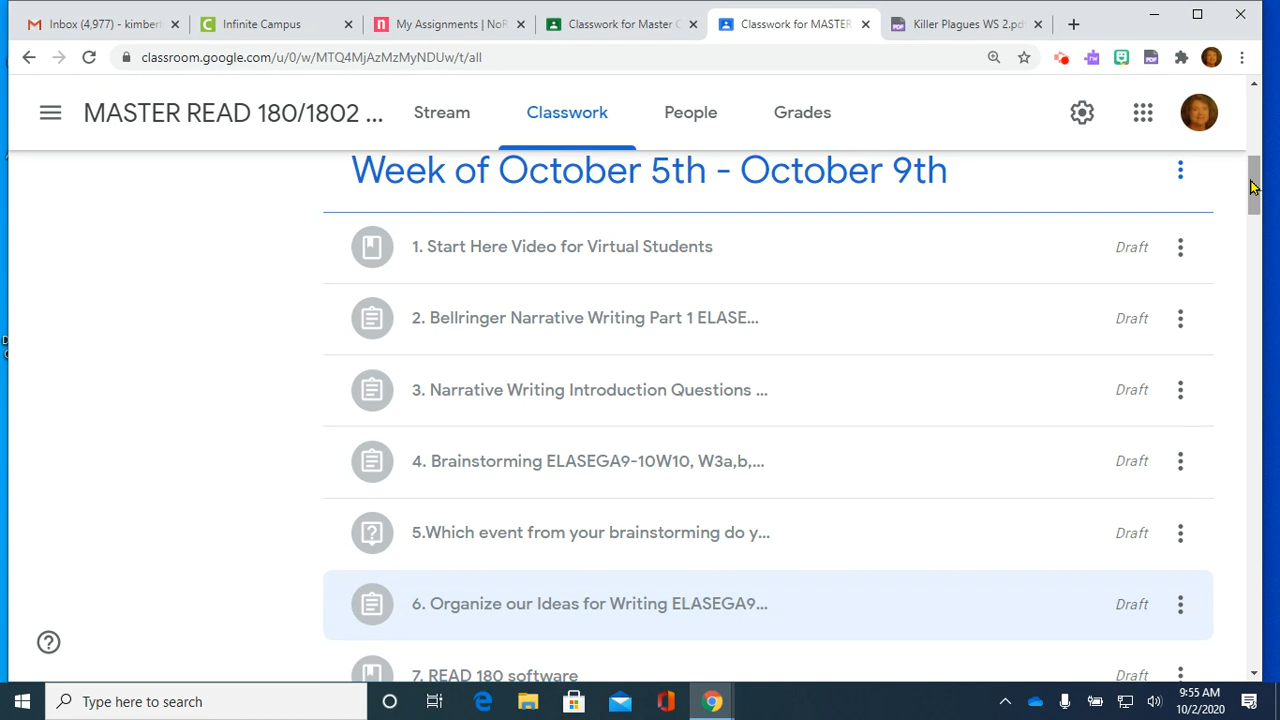 Inbox (4,977) - kimberl
Infinite Campus
My Assignments | NoR
Classwork for Master C
Classwork for MASTER
Killer Plagues WS 2.pd
classroom.google.com/u/0/w/MTQ4MjAzMzMyNDUw/t/all
MASTER READ 180/1802 ...
Stream
Classwork
People
Grades
Week of October 5th - October 9th
1. Start Here Video for Virtual Students
Draft
2. Bellringer Narrative Writing Part 1 ELASE...
Draft
3. Narrative Writing Introduction Questions ...
Draft
4. Brainstorming ELASEGA9-10W10, W3a,b,...
Draft
5.Which event from your brainstorming do y...
Draft
6. Organize our Ideas for Writing ELASEGA9...
Draft
7. READ 180 software
Draft
Type here to search
9:55 AM
10/2/2020